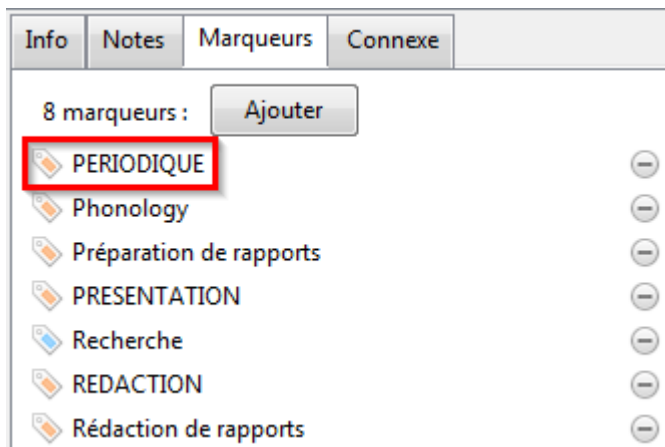 Info Notes Marqueurs Connexe
8 marqueurs : Ajouter
PERIODIQUE
Phonology
Préparation de rapports
PRESENTATION
Recherche
REDACTION
Rédaction de rapports